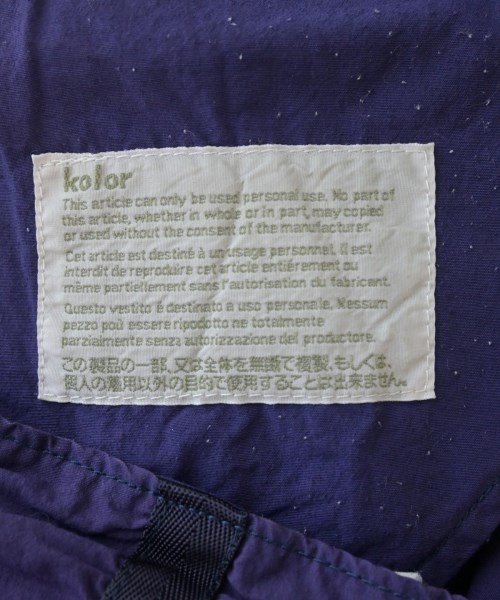 kolor
This article can only be used personal use. No part of
this article, whether in whole or in part, may copied
or used without the consent of the manufacturer.
Cet article est destiné à un usage personnel. Il est
interdit de reproduire cet article entiérement ou
même partiellement sans l'autorisation du fabricant.
Questo vestito é destinato a uso personale. Nessum
pezzo poù essere ripodotto ne totalmente
parzialmente senza autorizzazione del productore.
この製品の一部、又は全体を無断で複製、もしくは、
個人の着用以外の目的で使用することは出来ません。